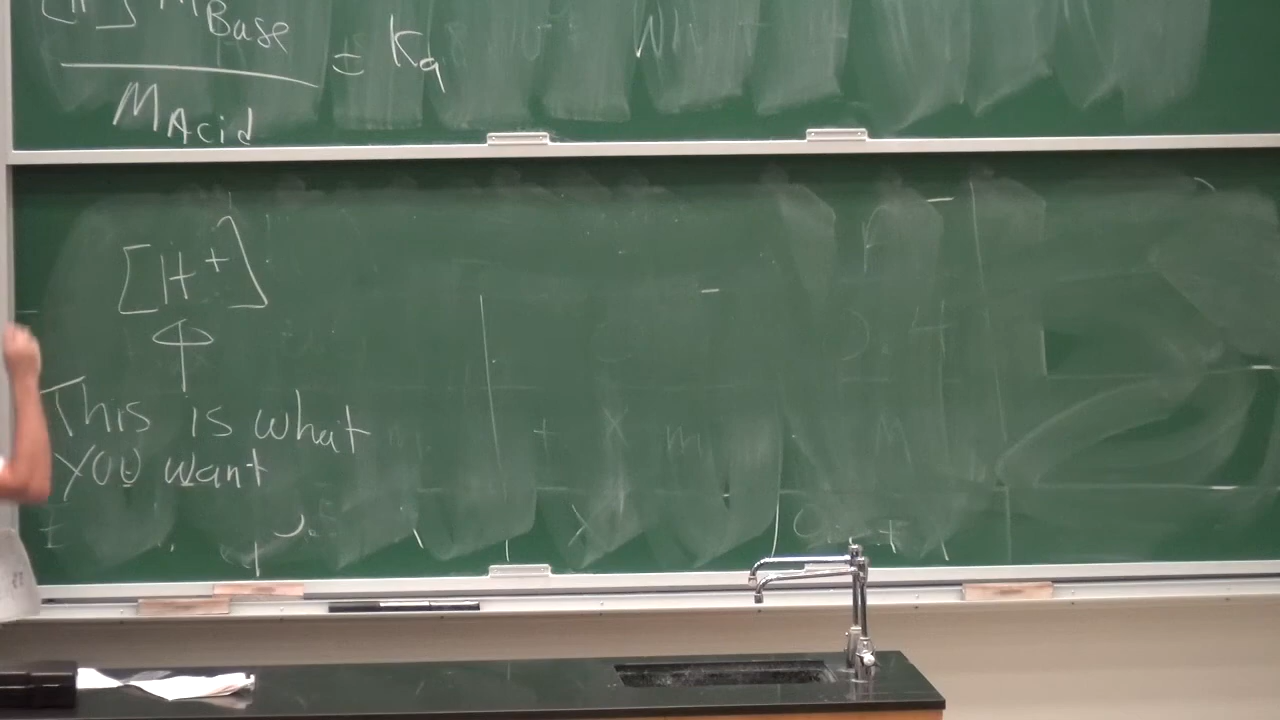 [H+] MBase
= Ka
MAcid
[H+]
This is what
YOU want